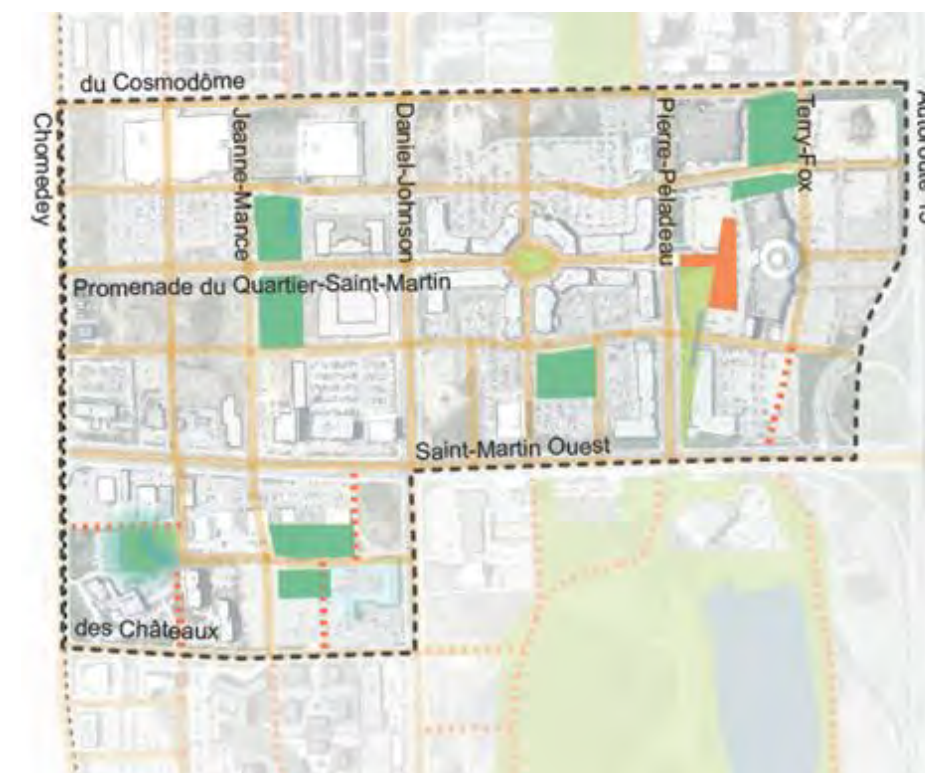 du Cosmodôme
Chomedey
Jeanne-Mance
Daniel-Johnson
Pierre-Péladeau
Terry-Fox
Promenade du Quartier-Saint-Martin
Saint-Martin Ouest
des Châteaux